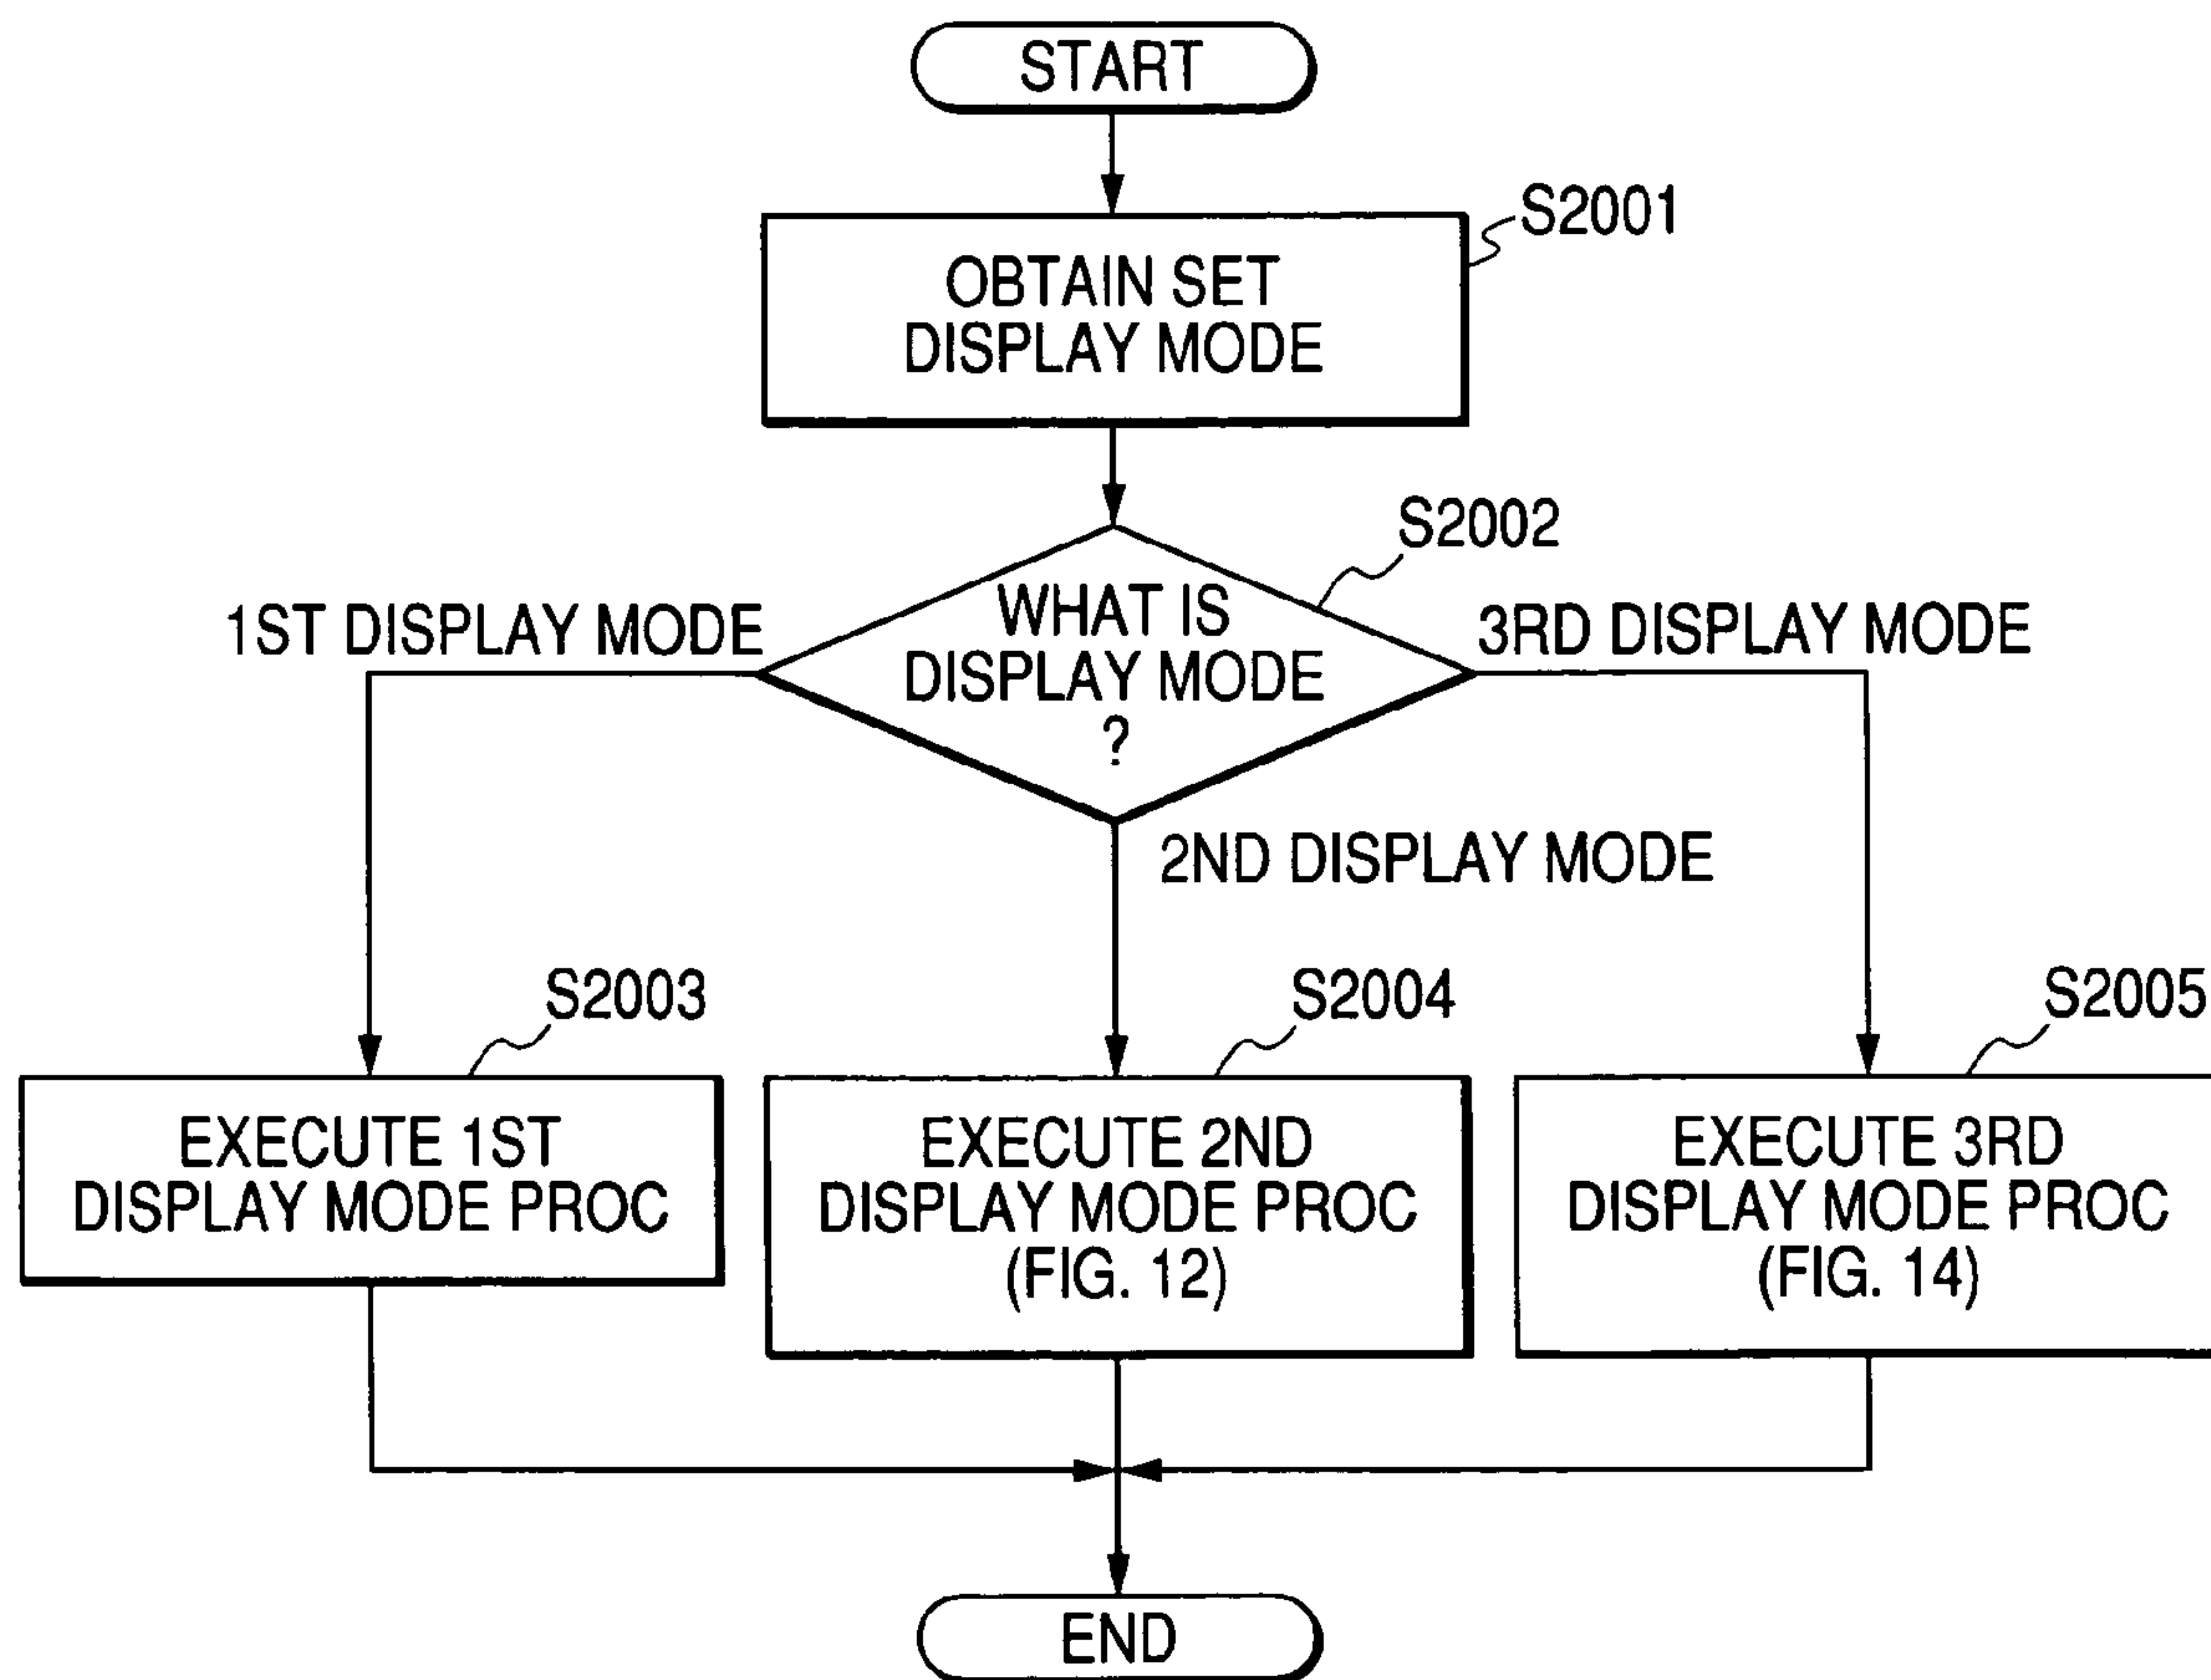 START
S2001
OBTAIN SET
DISPLAY MODE
S2002
WHAT IS
DISPLAY MODE
?
1ST DISPLAY MODE
3RD DISPLAY MODE
2ND DISPLAY MODE
S2003
S2004
S2005
EXECUTE 1ST
DISPLAY MODE PROC
EXECUTE 2ND
DISPLAY MODE PROC
(FIG. 12)
EXECUTE 3RD
DISPLAY MODE PROC
(FIG. 14)
END